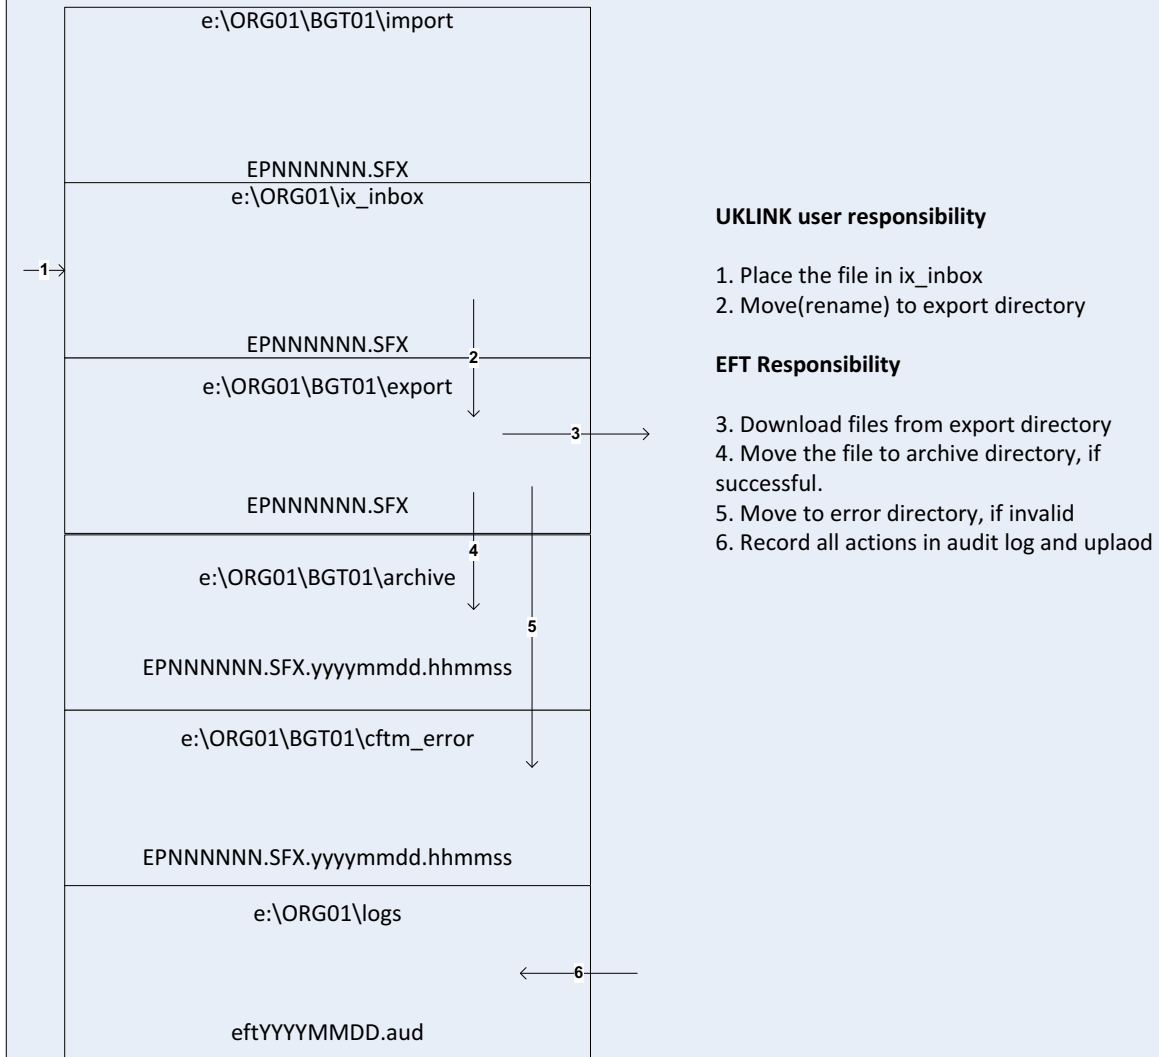 e:\ORG01\BGT01\import
EPNNNNNN.SFX
e:\ORG01\ix_inbox
1
EPNNNNNN.SFX
2
e:\ORG01\BGT01\export
3
EPNNNNNN.SFX
4
e:\ORG01\BGT01\archive
5
EPNNNNNN.SFX.yyyymmdd.hhmmss
e:\ORG01\BGT01\cftm_error
EPNNNNNN.SFX.yyyymmdd.hhmmss
e:\ORG01\logs
6
eftYYYYMMDD.aud
UKLINK user responsibility
1. Place the file in ix_inbox
2. Move(rename) to export directory
EFT Responsibility
3. Download files from export directory
4. Move the file to archive directory, if
successful.
5. Move to error directory, if invalid
6. Record all actions in audit log and uplaod